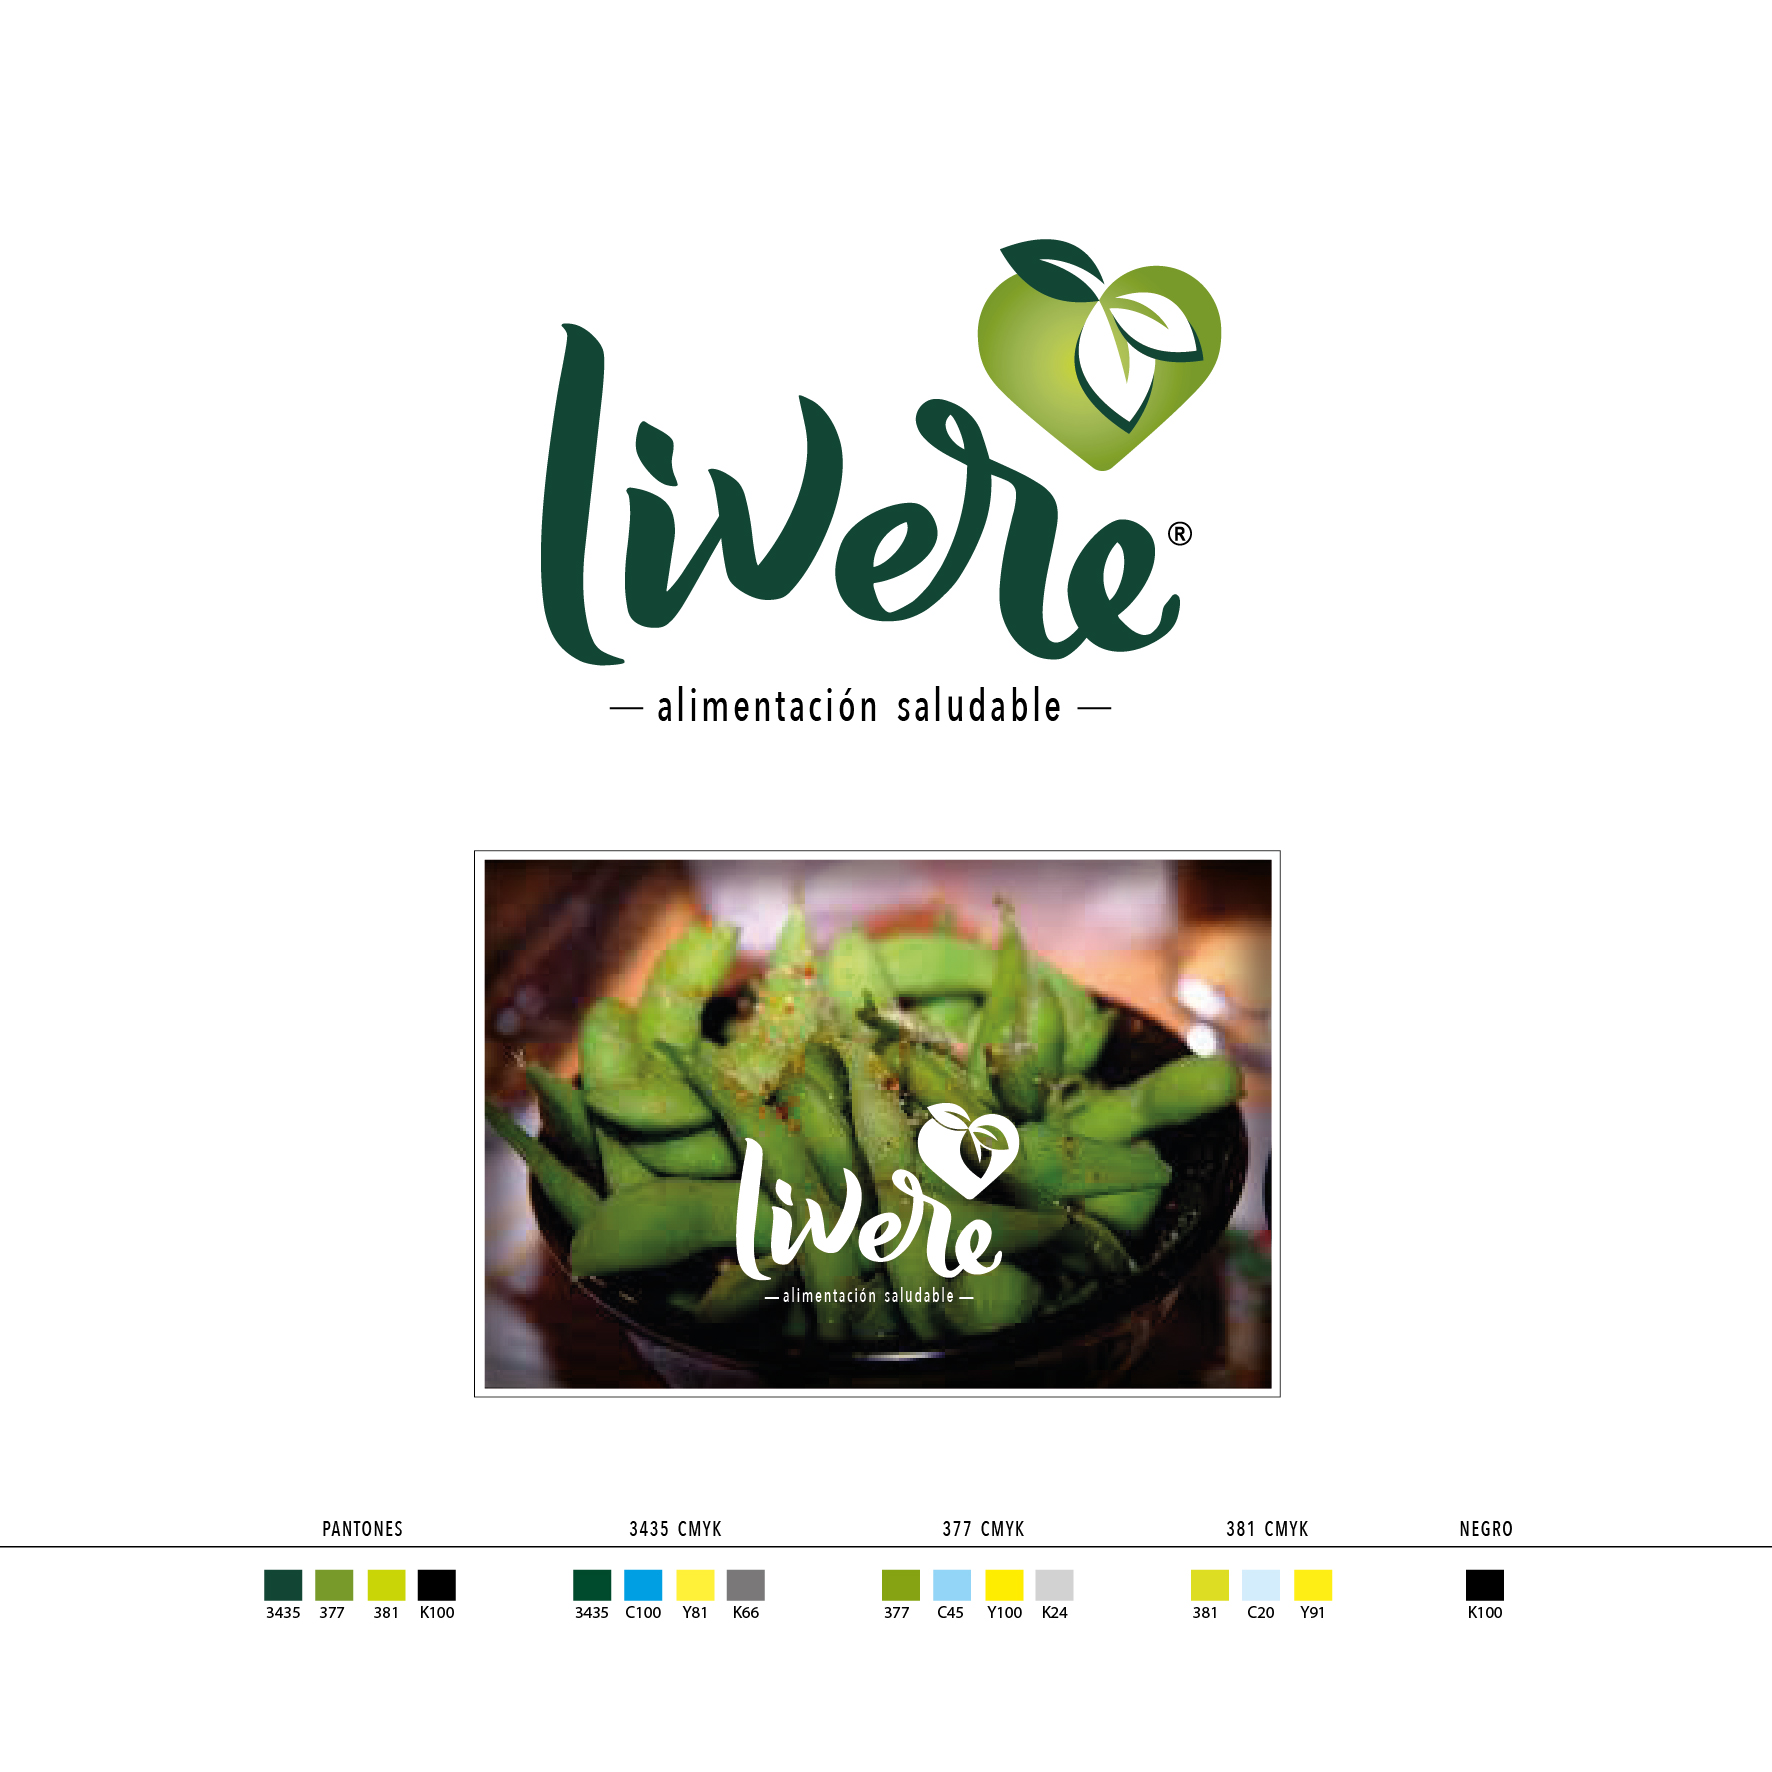 livere®
— alimentación saludable —
livere
— alimentación saludable —
PANTONES 3435 CMYK 377 CMYK 381 CMYK NEGRO
3435 377 381 K100 3435 C100 Y81 K66 377 C45 Y100 K24 381 C20 Y91 K100